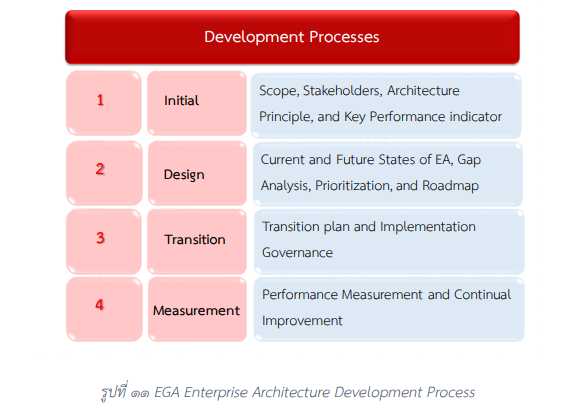 Development Processes
1
Initial
Scope, Stakeholders, Architecture
Principle, and Key Performance indicator
2
Design
Current and Future States of EA, Gap
Analysis, Prioritization, and Roadmap
3
Transition
Transition plan and Implementation
Governance
4
Measurement
Performance Measurement and Continual
Improvement
รูปที่ ๑๑ EGA Enterprise Architecture Development Process